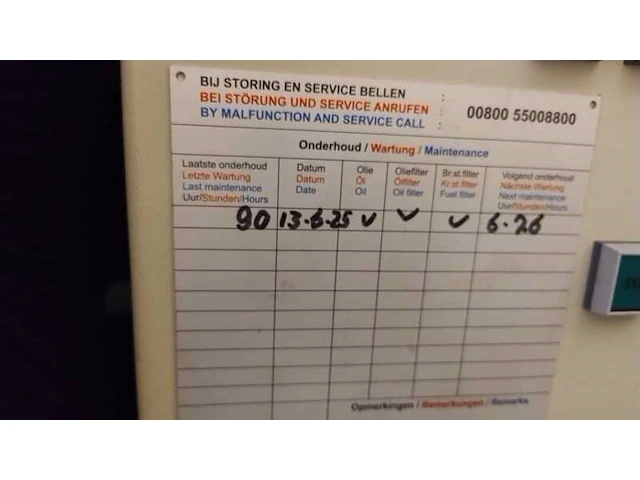 BIJ STORING EN SERVICE BELLEN :
BEI STÖRUNG UND SERVICE ANRUFEN : 00800 55008800
BY MALFUNCTION AND SERVICE CALL :
Onderhoud / Wartung / Maintenance
Laatste onderhoud Datum Olie Oliefilter Br.st.filter Volgend onderhoud
Letzte Wartung Datum Öl Ölfilter Kr.st.filter Nächste Wartung
Last maintenance Date Oil Oil filter Fuel filter Next maintenance
Uur/Stunden/Hours Uur/Stunden/Hours
90 13-6-25 v v v 6-26
Opmerkingen / Bemerkungen / Remarks